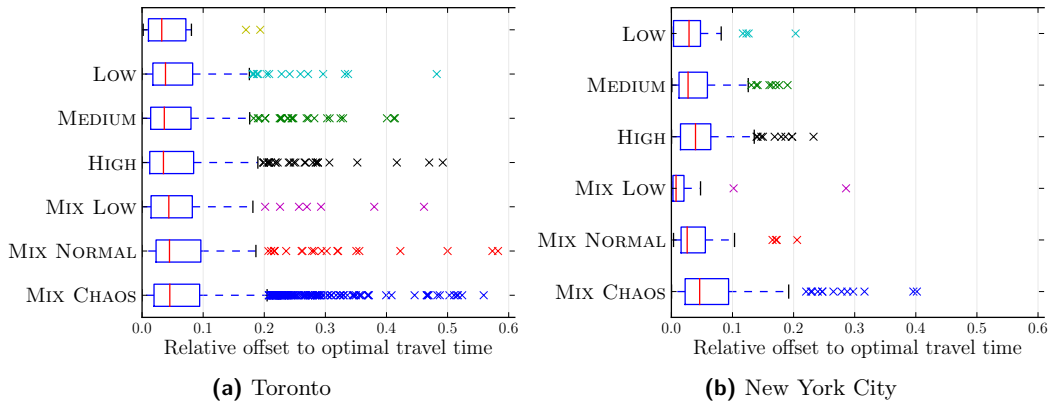 LOW
MEDIUM
HIGH
MIX LOW
MIX NORMAL
MIX CHAOS
0.0 0.1 0.2 0.3 0.4 0.5 0.6
Relative offset to optimal travel time
(a) Toronto
LOW
MEDIUM
HIGH
MIX LOW
MIX NORMAL
MIX CHAOS
0.0 0.1 0.2 0.3 0.4 0.5 0.6
Relative offset to optimal travel time
(b) New York City